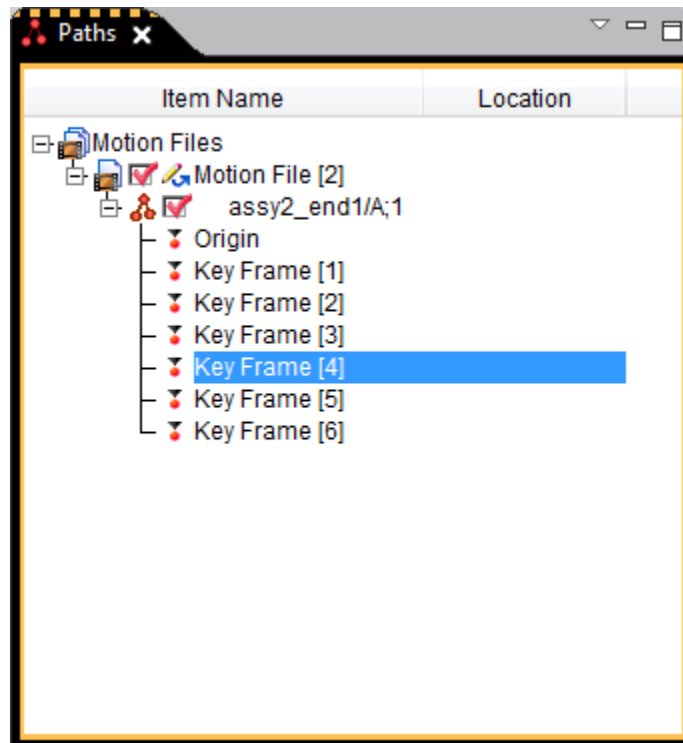 Paths
Item Name Location
Motion Files
Motion File [2]
assy2_end1/A;1
Origin
Key Frame [1]
Key Frame [2]
Key Frame [3]
Key Frame [4]
Key Frame [5]
Key Frame [6]